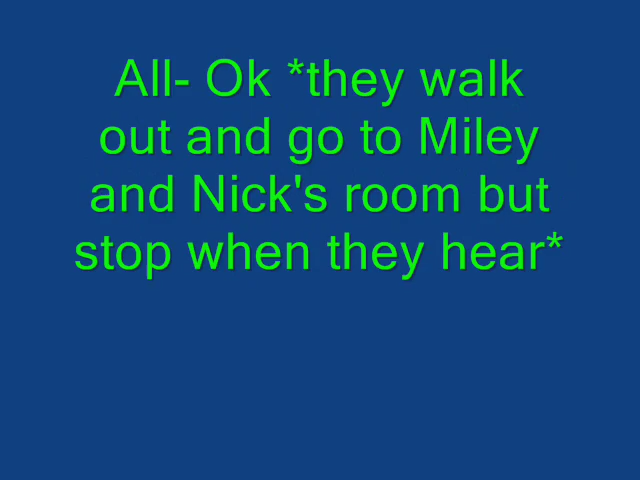 All- Ok *they walk
out and go to Miley
and Nick's room but
stop when they hear*